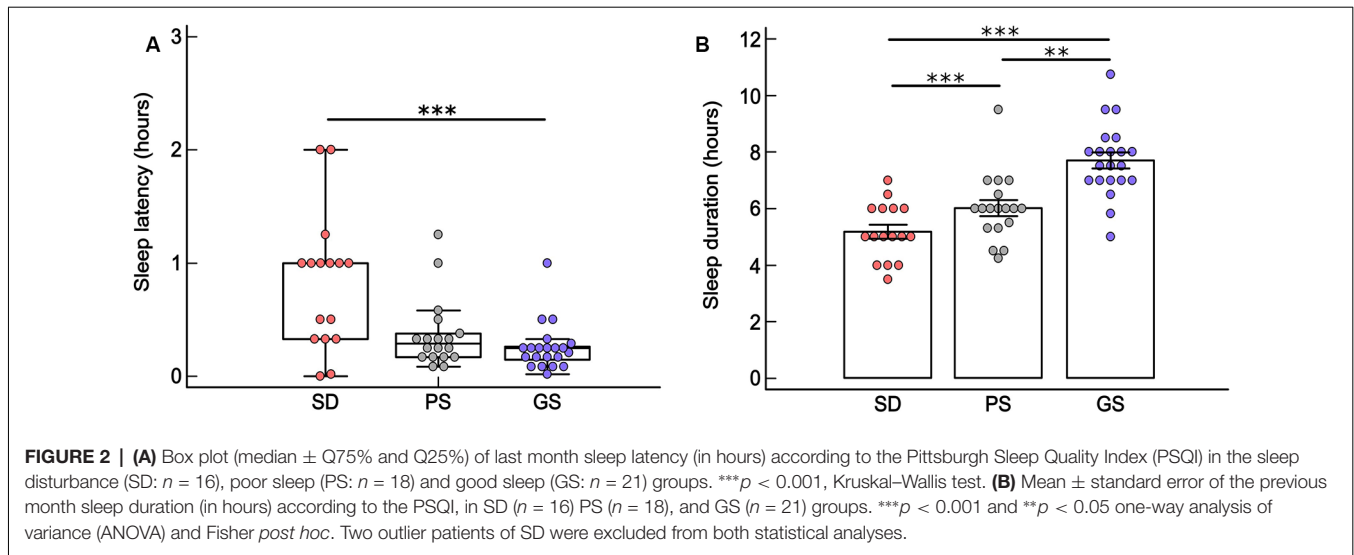 A
3
2
1
0
Sleep latency (hours)
***
SD PS GS
B
12
10
8
6
4
2
0
Sleep duration (hours)
***
**
***
SD PS GS
FIGURE 2 | (A) Box plot (median ± Q75% and Q25%) of last month sleep latency (in hours) according to the Pittsburgh Sleep Quality Index (PSQI) in the sleep
disturbance (SD: n = 16), poor sleep (PS: n = 18) and good sleep (GS: n = 21) groups. ***p < 0.001, Kruskal–Wallis test. (B) Mean ± standard error of the previous
month sleep duration (in hours) according to the PSQI, in SD (n = 16) PS (n = 18), and GS (n = 21) groups. ***p < 0.001 and **p < 0.05 one-way analysis of
variance (ANOVA) and Fisher post hoc. Two outlier patients of SD were excluded from both statistical analyses.